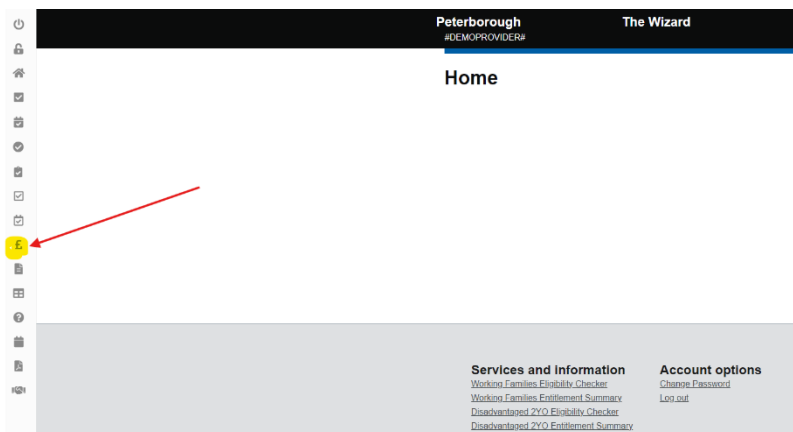 Peterborough The Wizard
#DEMOPROVIDER#
Home
£
Services and information Account options
Working Families Eligibility Checker Change Password
Working Families Entitlement Summary Log out
Disadvantaged 2YO Eligibility Checker
Disadvantaged 2YO Entitlement Summary